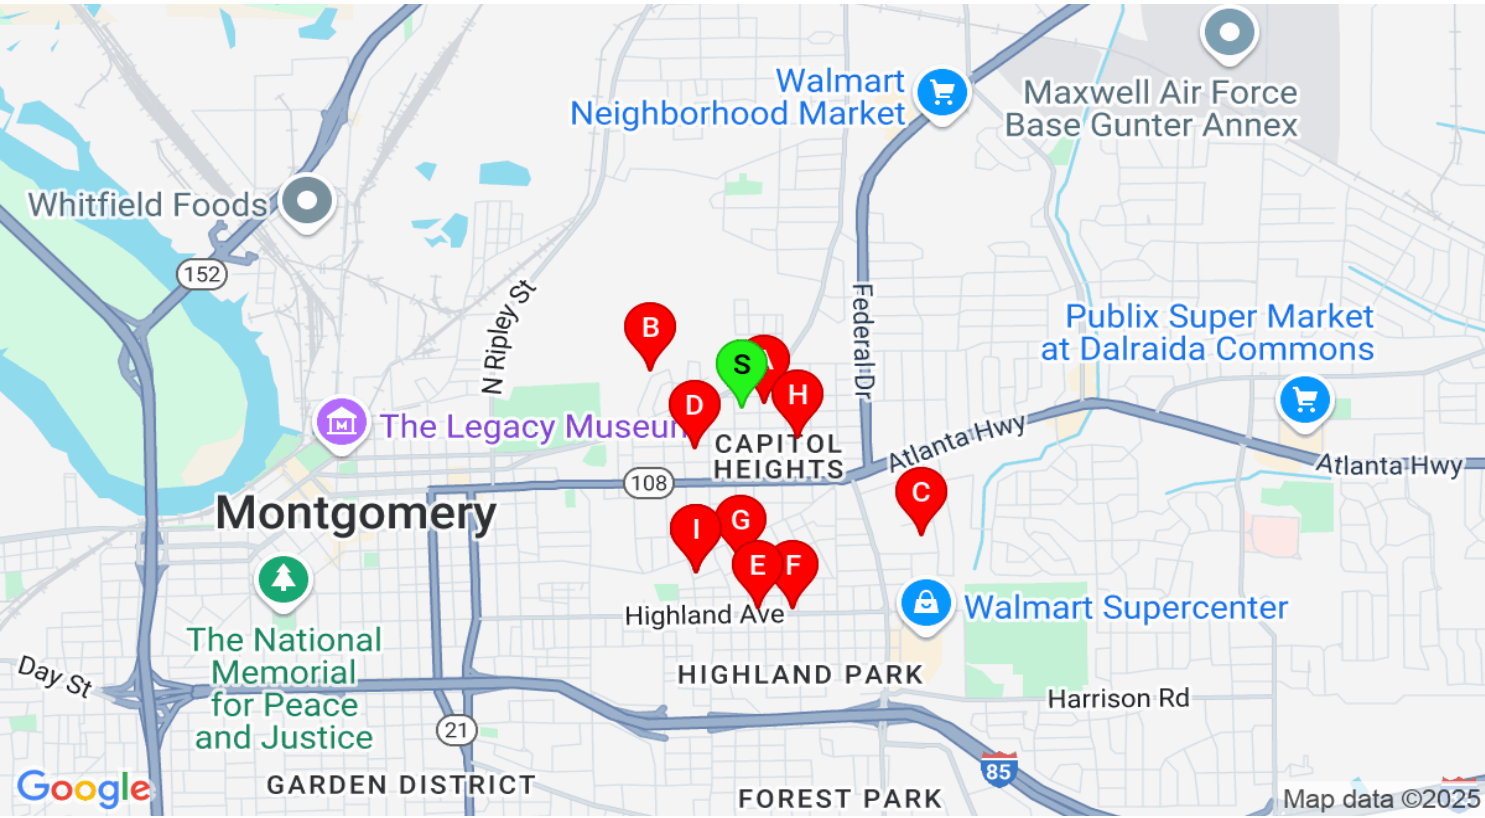 Walmart
Neighborhood Market
Maxwell Air Force
Base Gunter Annex
Whitfield Foods
152
N Ripley St
Federal Dr
B
S
A
H
D
Publix Super Market
at Dalraida Commons
The Legacy Museum
CAPITOL
HEIGHTS
Atlanta Hwy
Atlanta Hwy
108
C
Montgomery
I
G
E
F
Highland Ave
Walmart Supercenter
The National
Memorial
for Peace
and Justice
Day St
HIGHLAND PARK
Harrison Rd
21
85
GARDEN DISTRICT
FOREST PARK
Google
Map data ©2025